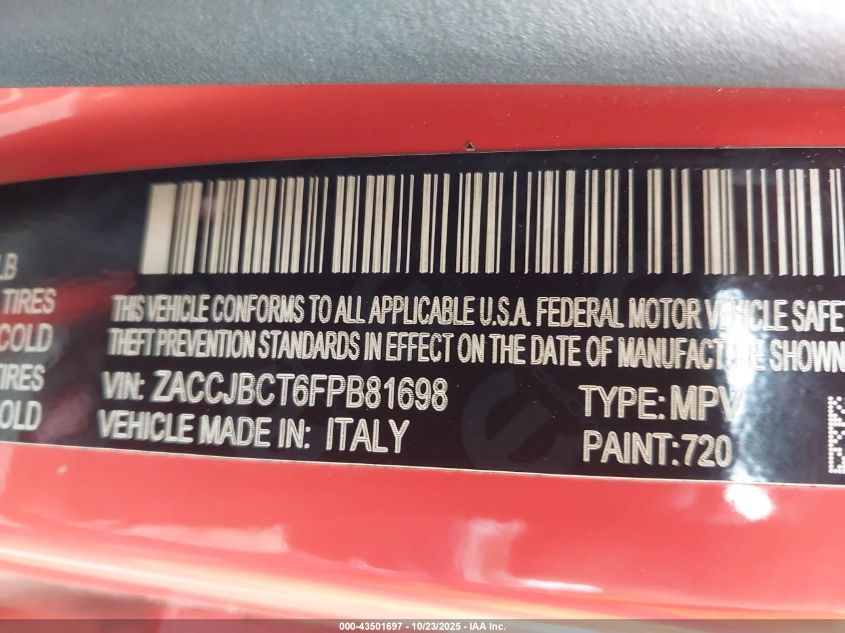 LB
TIRES
COLD
TIRES
COLD
THIS VEHICLE CONFORMS TO ALL APPLICABLE U.S.A. FEDERAL MOTOR VEHICLE SAFETY
THEFT PREVENTION STANDARDS IN EFFECT ON THE DATE OF MANUFACTURE SHOWN
VIN: ZACCJBCT6FPB81698
TYPE: MPV
VEHICLE MADE IN: ITALY
PAINT: 720
000-43501697 - 10/23/2025 - IAA Inc.